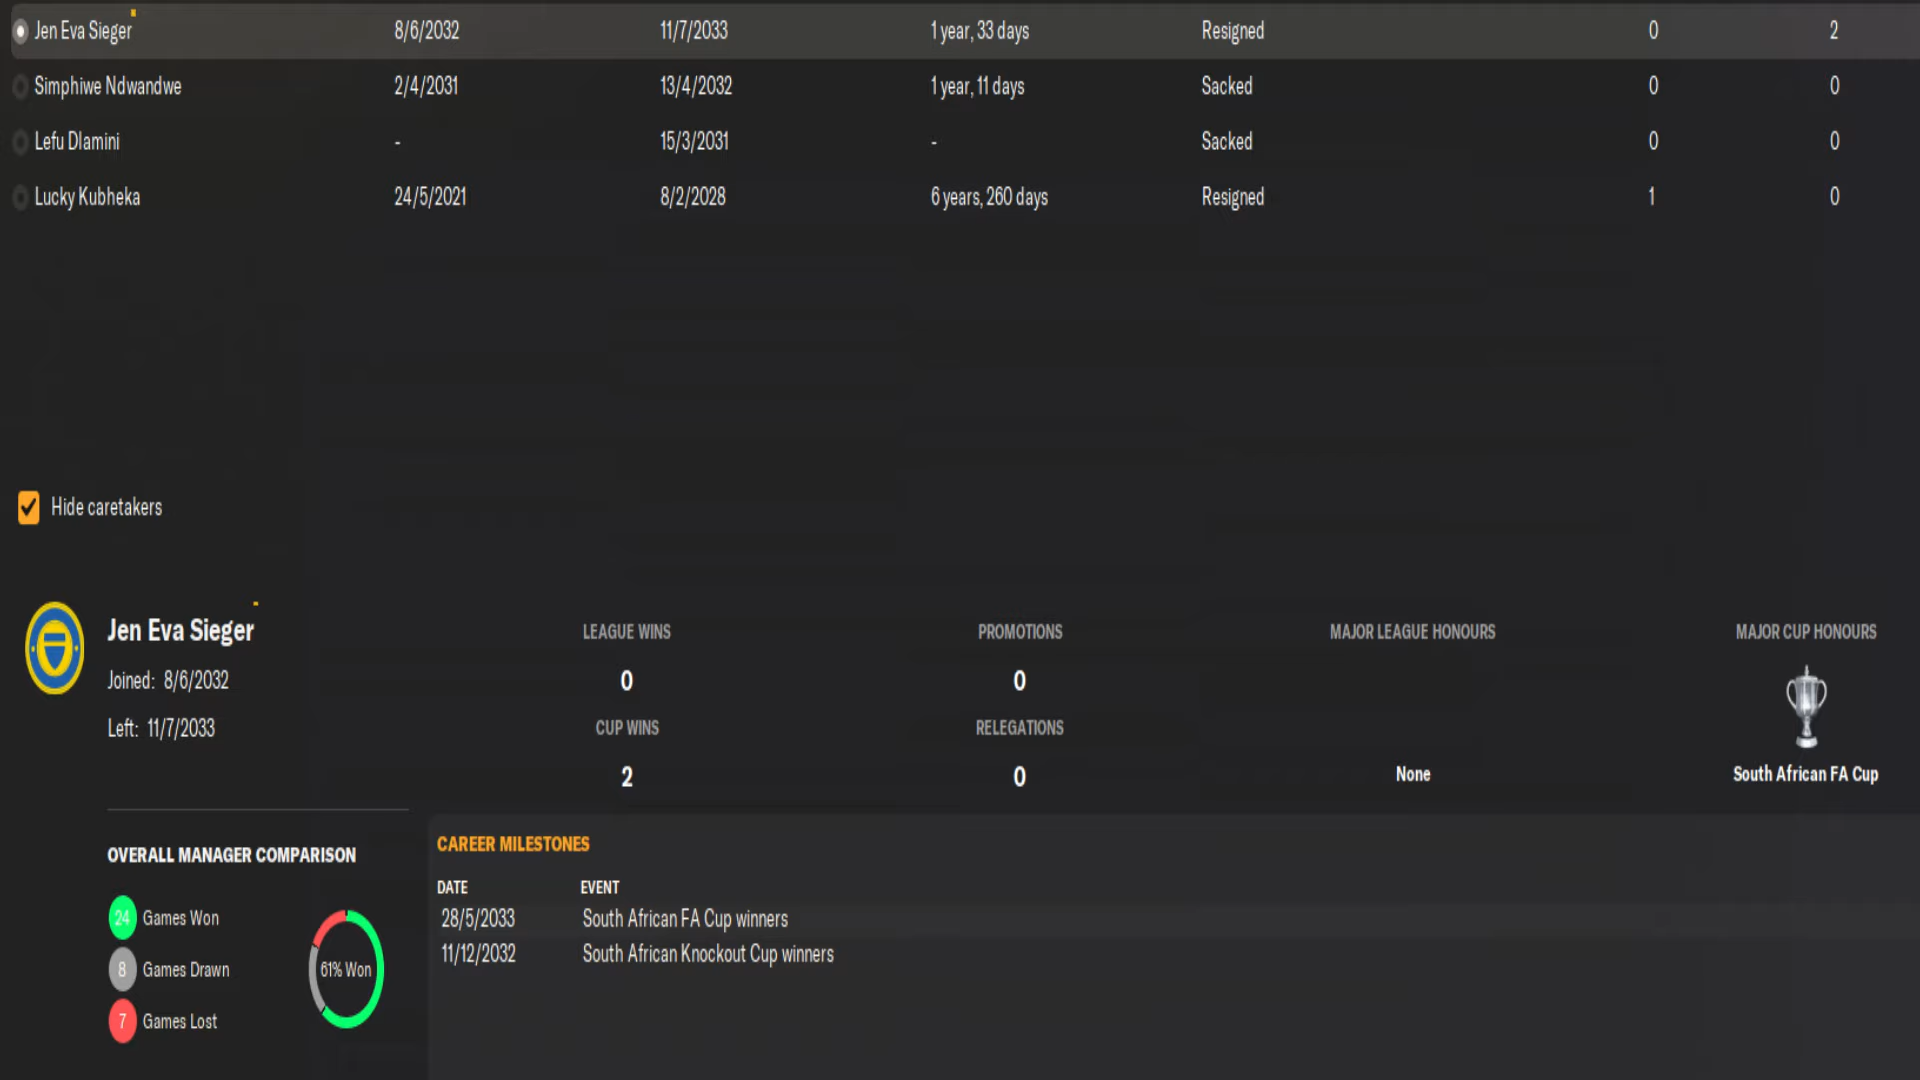 Jen Eva Sieger 8/6/2032 11/7/2033 1 year, 33 days Resigned 0 2
Simphiwe Ndwandwe 2/4/2031 13/4/2032 1 year, 11 days Sacked 0 0
Lefu Dlamini - 15/3/2031 - Sacked 0 0
Lucky Kubheka 24/5/2021 8/2/2028 6 years, 260 days Resigned 1 0
Hide caretakers
Jen Eva Sieger
Joined: 8/6/2032
Left: 11/7/2033
LEAGUE WINS
0
CUP WINS
2
PROMOTIONS
0
RELEGATIONS
0
MAJOR LEAGUE HONOURS
None
MAJOR CUP HONOURS
South African FA Cup
OVERALL MANAGER COMPARISON
24 Games Won
8 Games Drawn
7 Games Lost
61% Won
CAREER MILESTONES
DATE EVENT
28/5/2033 South African FA Cup winners
11/12/2032 South African Knockout Cup winners